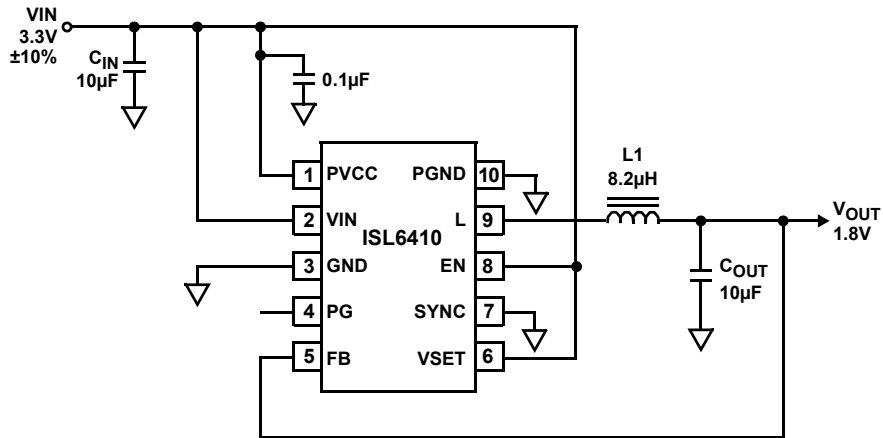 VIN
3.3V
±10%
CIN
10µF
0.1µF
1 PVCC
PGND 10
2 VIN
L 9
ISL6410
3 GND
EN 8
4 PG
SYNC 7
5 FB
VSET 6
L1
8.2µH
VOUT
1.8V
COUT
10µF